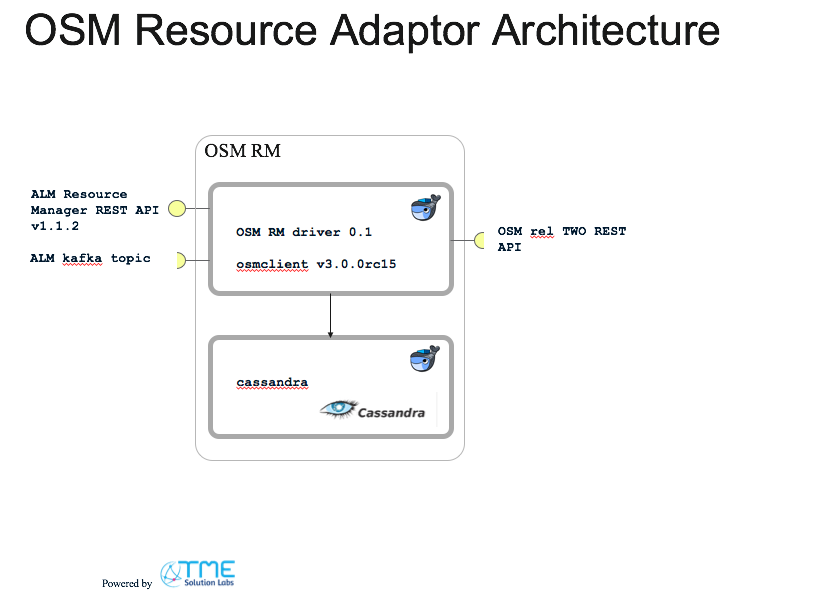 OSM Resource Adaptor Architecture
OSM RM
ALM Resource
Manager REST API
v1.1.2
ALM kafka topic
OSM RM driver 0.1
osmclient v3.0.0rc15
OSM rel TWO REST
API
cassandra
Cassandra
Powered by
TME
Solution Labs